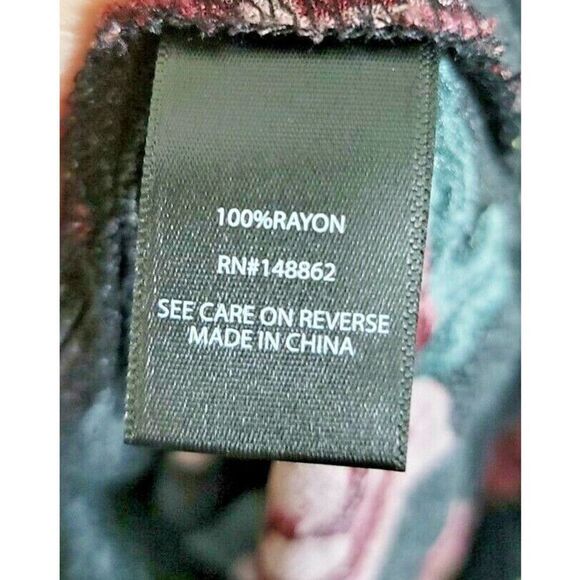 100%RAYON
RN#148862
SEE CARE ON REVERSE
MADE IN CHINA